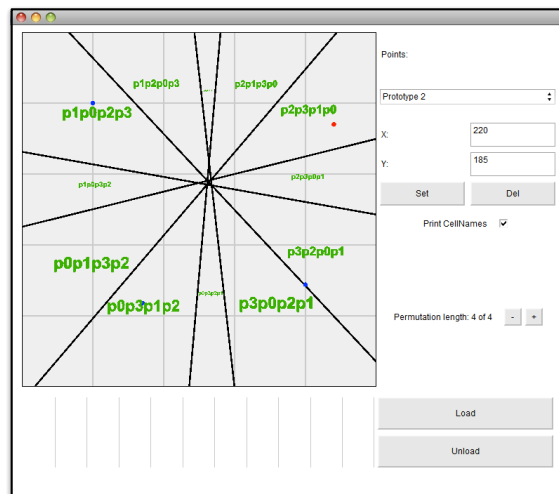 Points:
p1p2p0p3
p2p1p3p0
Prototype 2
p1p0p2p3
p2p3p1p0
X:
220
Y:
185
p1p0p3p2
p2p3p0p1
Set
Del
Print CellNames
p3p2p0p1
p0p1p3p2
p0p3p1p2
p3p0p2p1
Permutation length: 4 of 4
-
+
Load
Unload